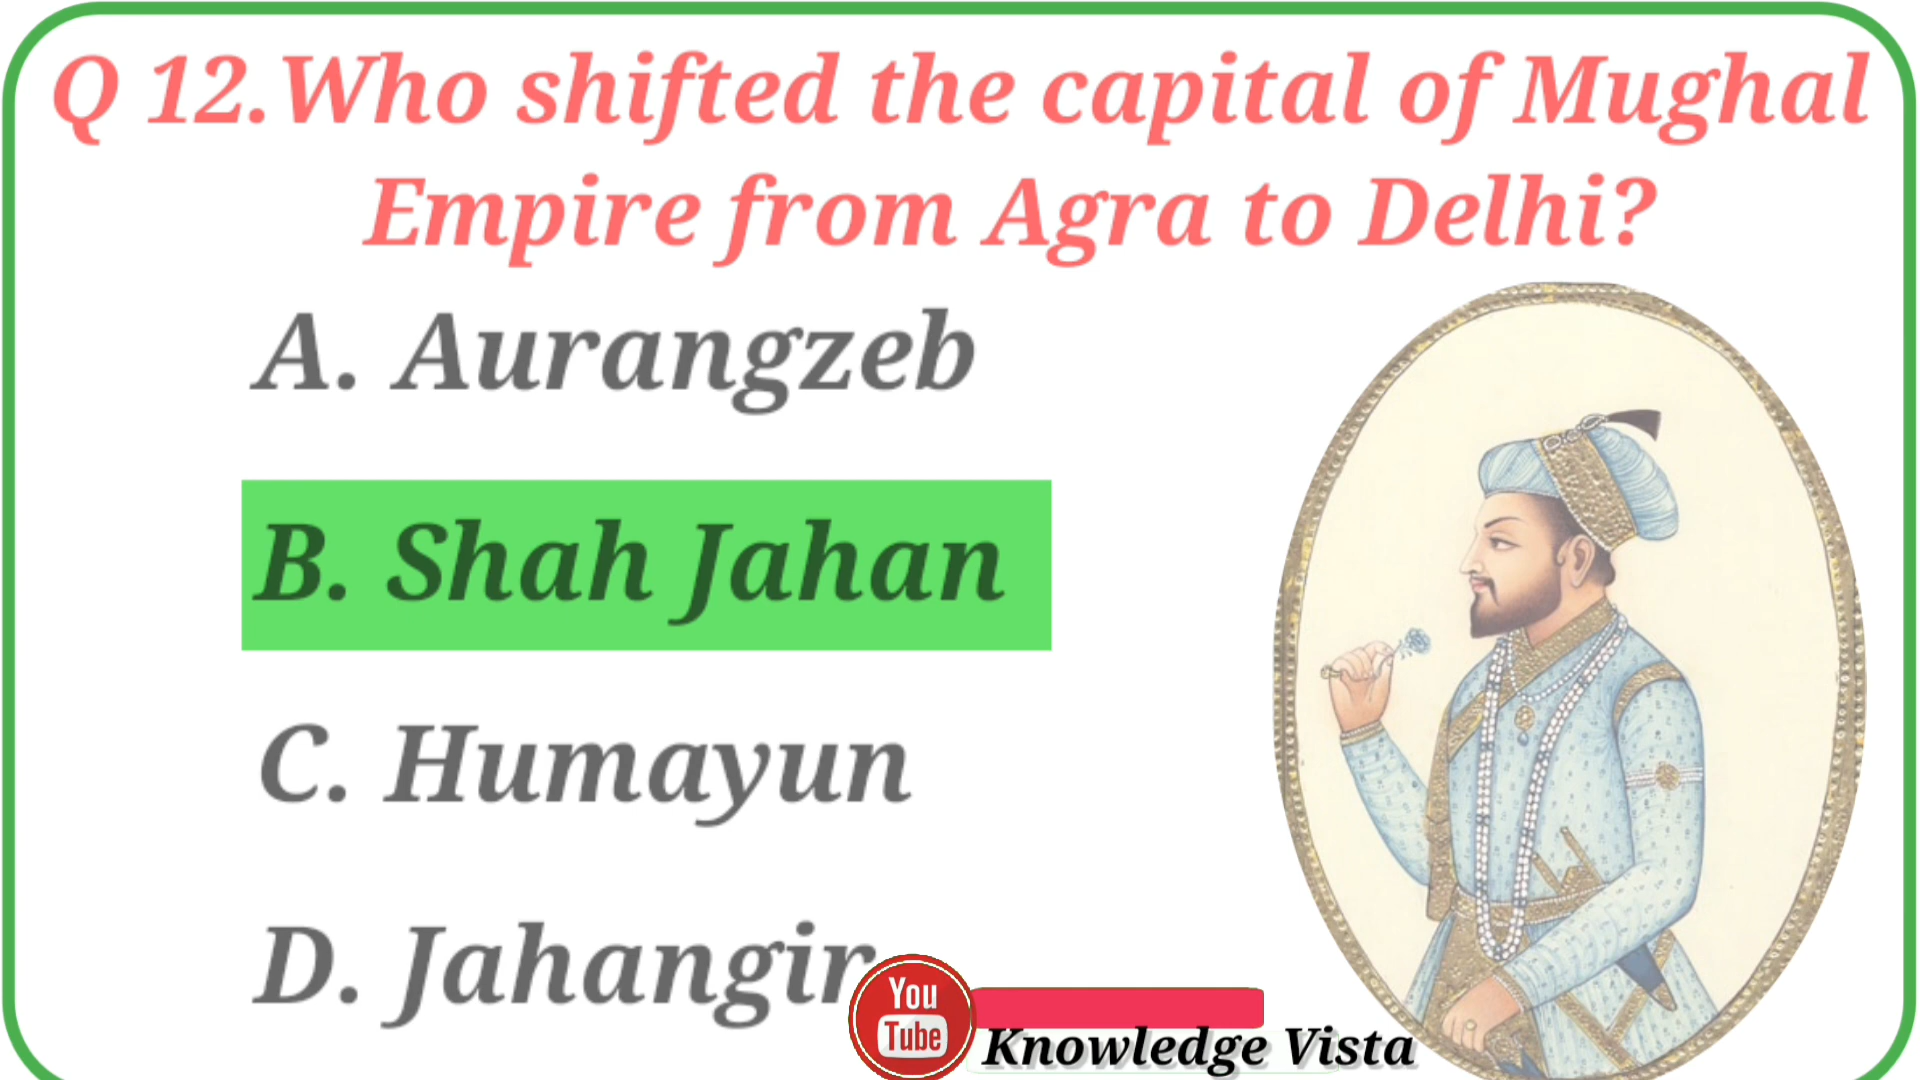 Q 12.Who shifted the capital of Mughal
Empire from Agra to Delhi?
A. Aurangzeb
B. Shah Jahan
C. Humayun
D. Jahangir
You
Tube
Knowledge Vista